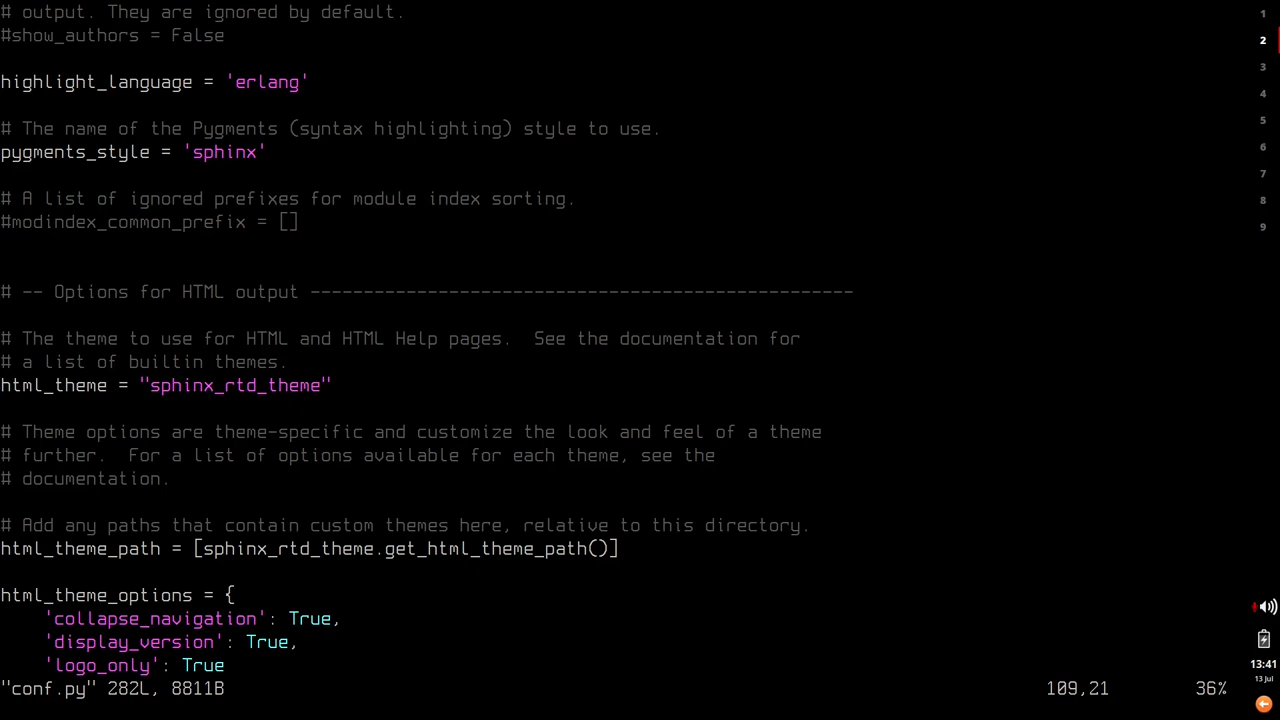 # output. They are ignored by default.
#show_authors = False
highlight_language = 'erlang'
# The name of the Pygments (syntax highlighting) style to use.
pygments_style = 'sphinx'
# A list of ignored prefixes for module index sorting.
#modindex_common_prefix = []
# -- Options for HTML output ---------------------------------------------------
# The theme to use for HTML and HTML Help pages.  See the documentation for
# a list of builtin themes.
html_theme = "sphinx_rtd_theme"
# Theme options are theme-specific and customize the look and feel of a theme
# further.  For a list of options available for each theme, see the
# documentation.
# Add any paths that contain custom themes here, relative to this directory.
html_theme_path = [sphinx_rtd_theme.get_html_theme_path()]
html_theme_options = {
    'collapse_navigation': True,
    'display_version': True,
    'logo_only': True
"conf.py" 282L, 8811B 109,21 36%
1
2
3
4
5
6
7
8
9
13:41
13 Jul